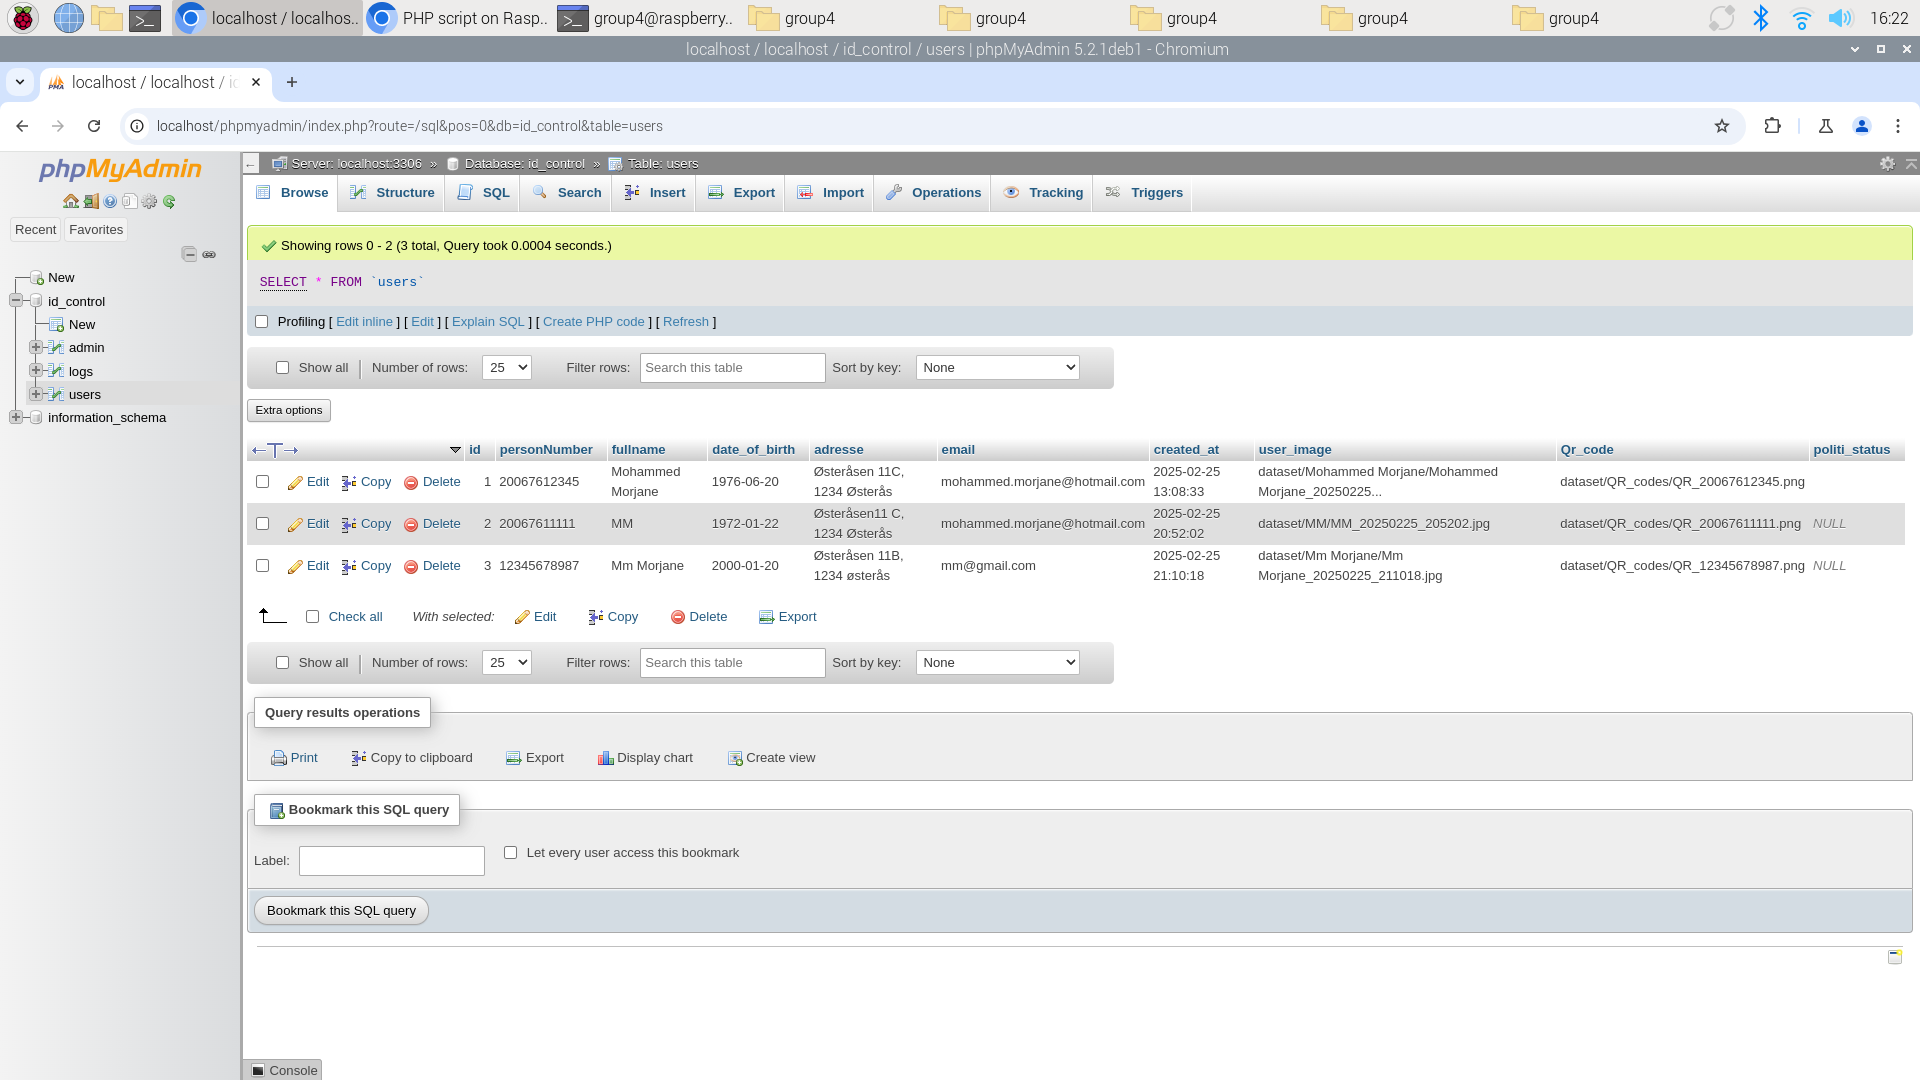 localhost / localhos..
PHP script on Rasp..
group4@raspberry..
group4
group4
group4
group4
group4
16:22
localhost / localhost / id_control / users | phpMyAdmin 5.2.1deb1 - Chromium
localhost / localhost / id
localhost/phpmyadmin/index.php?route=/sql&pos=0&db=id_control&table=users
phpMyAdmin
Recent Favorites
New
id_control
New
admin
logs
users
information_schema
Server: localhost:3306 » Database: id_control » Table: users
Browse Structure SQL Search Insert Export Import Operations Tracking Triggers
Showing rows 0 - 2 (3 total, Query took 0.0004 seconds.)
SELECT * FROM `users`
Profiling [ Edit inline ] [ Edit ] [ Explain SQL ] [ Create PHP code ] [ Refresh ]
Show all Number of rows: 25 Filter rows: Search this table Sort by key: None
Extra options
id personNumber fullname date_of_birth adresse email created_at user_image Qr_code politi_status
Edit Copy Delete 1 20067612345 Mohammed Morjane 1976-06-20 Østeråsen 11C, 1234 Østerås mohammed.morjane@hotmail.com 2025-02-25 13:08:33 dataset/Mohammed Morjane/Mohammed Morjane_20250225... dataset/QR_codes/QR_20067612345.png
Edit Copy Delete 2 20067611111 MM 1972-01-22 Østeråsen11 C, 1234 Østerås mohammed.morjane@hotmail.com 2025-02-25 20:52:02 dataset/MM/MM_20250225_205202.jpg dataset/QR_codes/QR_20067611111.png NULL
Edit Copy Delete 3 12345678987 Mm Morjane 2000-01-20 Østeråsen 11B, 1234 østerås mm@gmail.com 2025-02-25 21:10:18 dataset/Mm Morjane/Mm Morjane_20250225_211018.jpg dataset/QR_codes/QR_12345678987.png NULL
Check all With selected: Edit Copy Delete Export
Show all Number of rows: 25 Filter rows: Search this table Sort by key: None
Query results operations
Print Copy to clipboard Export Display chart Create view
Bookmark this SQL query
Label: Let every user access this bookmark
Bookmark this SQL query
Console